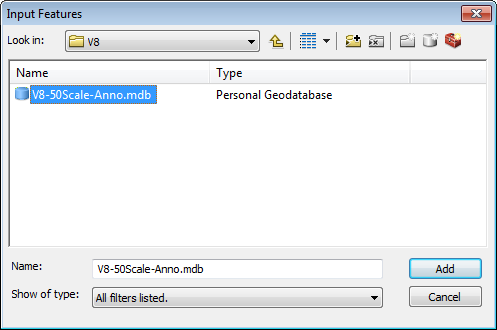 Input Features
Look in: V8
Name Type
V8-50Scale-Anno.mdb Personal Geodatabase
Name: V8-50Scale-Anno.mdb Add
Show of type: All filters listed. Cancel